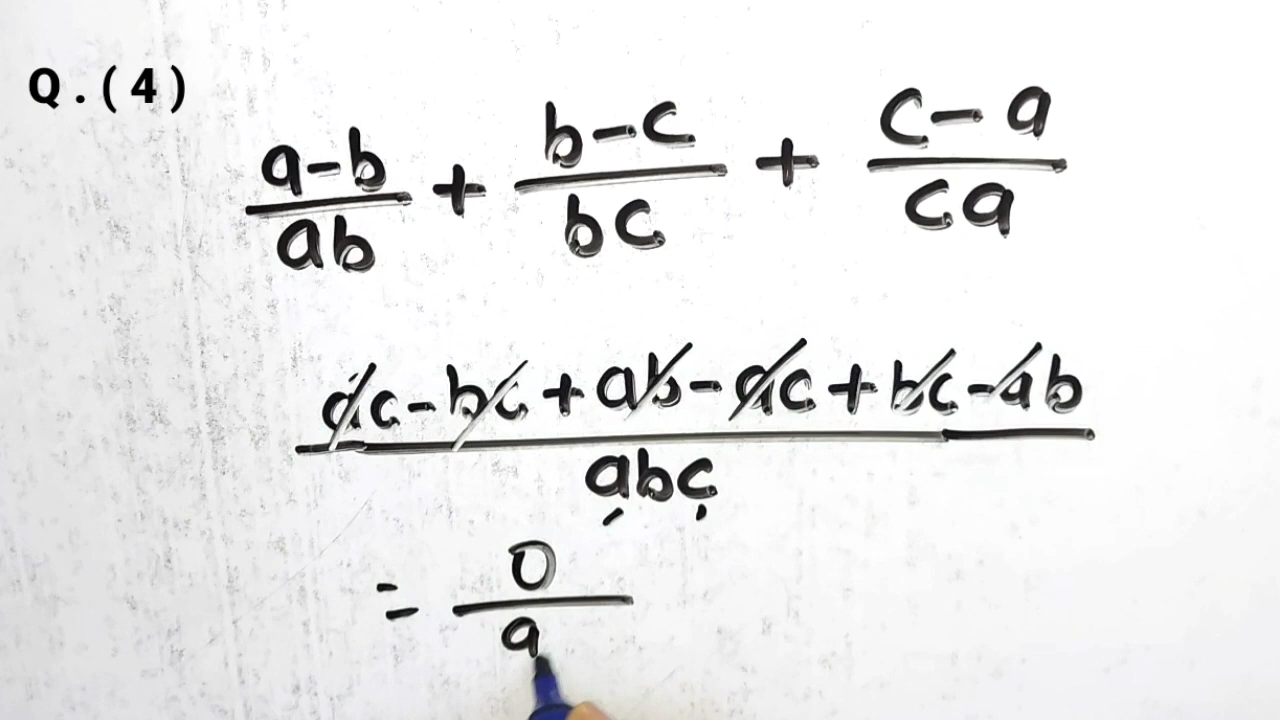 Q.(4)
a-b/ab + b-c/bc + c-a/ca
ac-bc+ab-ac+bc-ab/abc
= 0/a